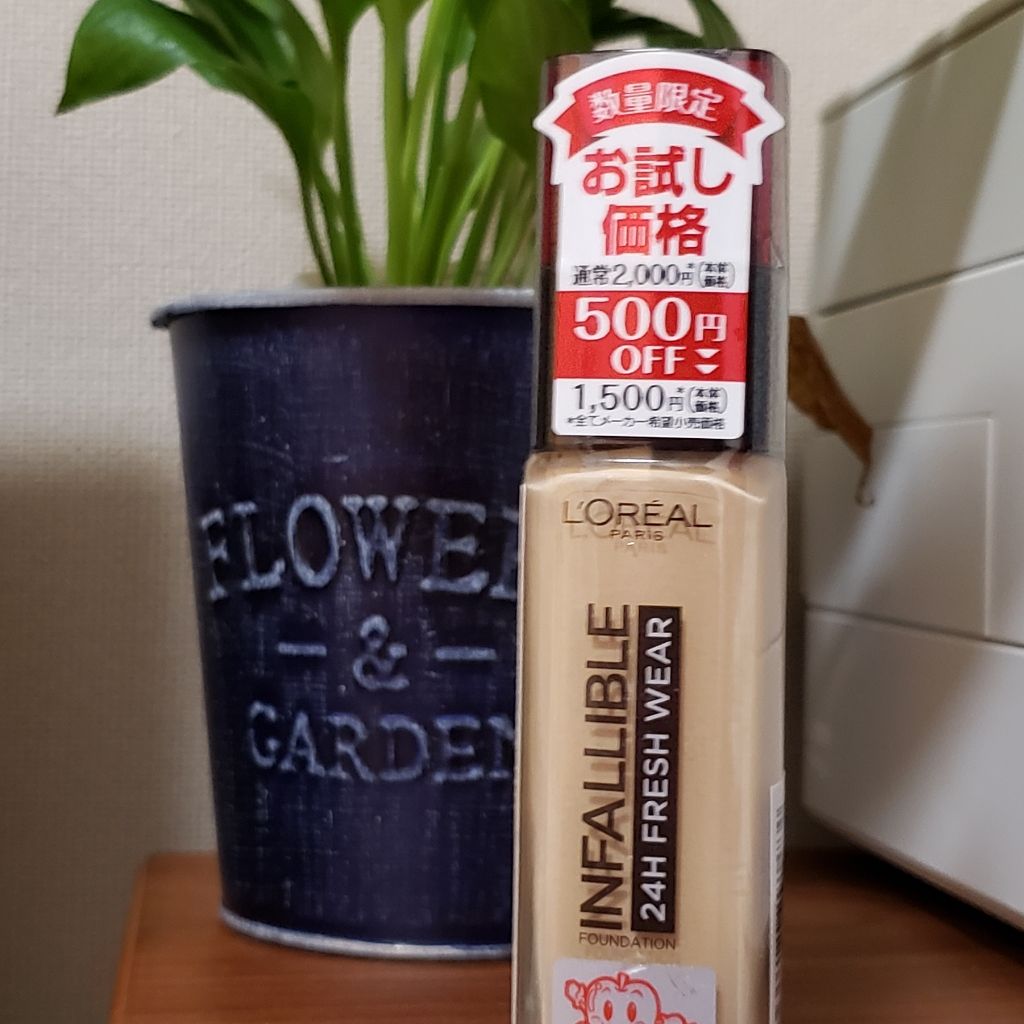 数量限定
お試し
価格
通常2,000円*(本体価格)
500円
OFF
1,500円*(本体価格)
*全てメーカー希望小売価格
L'ORÉAL
PARIS
INFALLIBLE
24H FRESH WEAR
FOUNDATION
FLOWER
&
GARDEN